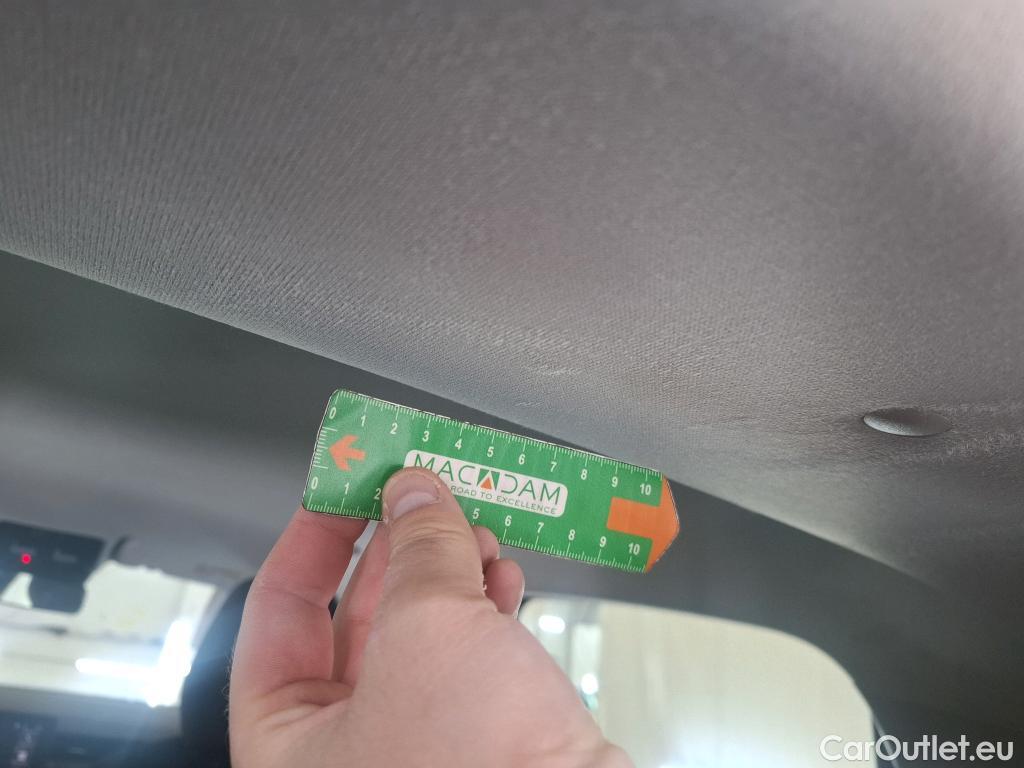 0 1 2 3 4 5 6 7 8 9 10
MACADAM
ROAD TO EXCELLENCE
0 1 2 5 6 7 8 9 10
CarOutlet.eu